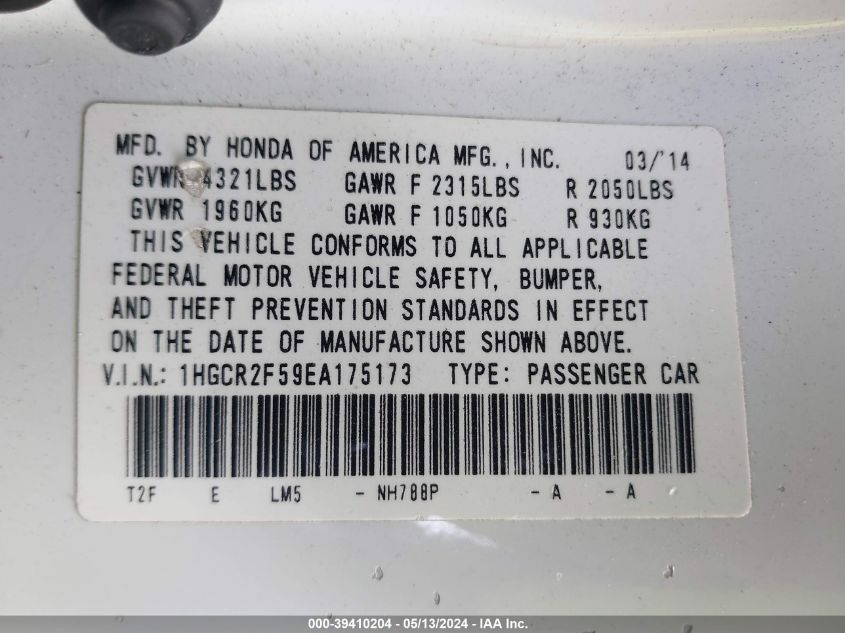 MFD. BY HONDA OF AMERICA MFG., INC. 03/'14
GVWR 4321LBS GAWR F 2315LBS R 2050LBS
GVWR 1960KG GAWR F 1050KG R 930KG
THIS VEHICLE CONFORMS TO ALL APPLICABLE
FEDERAL MOTOR VEHICLE SAFETY, BUMPER,
AND THEFT PREVENTION STANDARDS IN EFFECT
ON THE DATE OF MANUFACTURE SHOWN ABOVE.
V.I.N.: 1HGCR2F59EA175173 TYPE: PASSENGER CAR
T2F E LM5 - NH788P - A - A
000-39410204 - 05/13/2024 - IAA Inc.